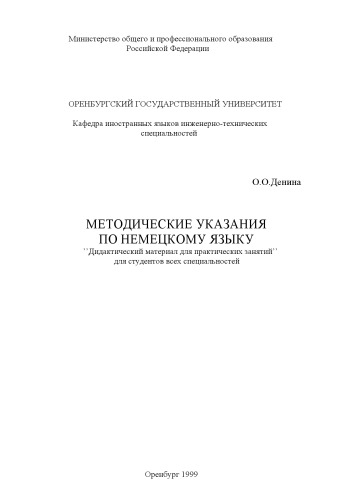 Министерство общего и профессионального образования
Российской Федерации
ОРЕНБУРГСКИЙ ГОСУДАРСТВЕННЫЙ УНИВЕРСИТЕТ
Кафедра иностранных языков инженерно-технических
специальностей
О.О.Денина
МЕТОДИЧЕСКИЕ УКАЗАНИЯ
ПО НЕМЕЦКОМУ ЯЗЫКУ
``Дидактический материал для практических занятий``
для студентов всех специальностей
Оренбург 1999